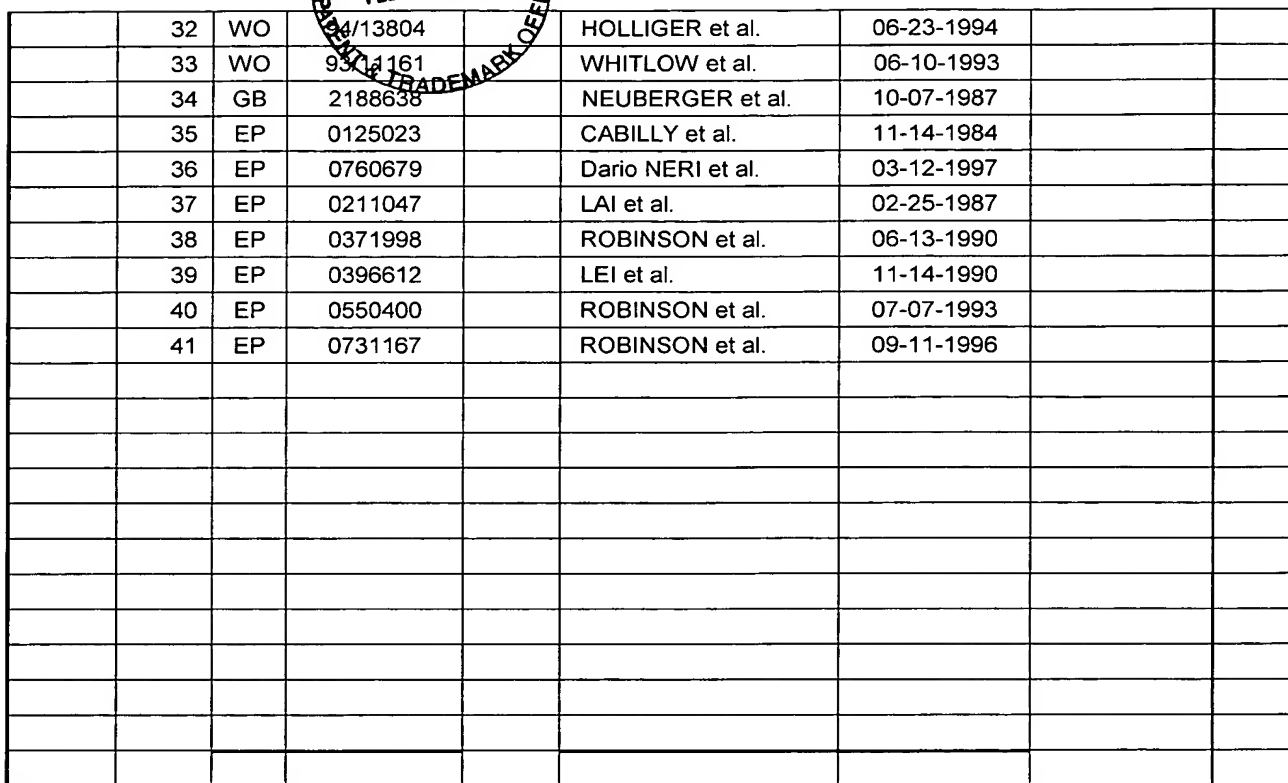 32 WO 94/13804 HOLLIGER et al. 06-23-1994
33 WO 93/11161 WHITLOW et al. 06-10-1993
PATENT & TRADEMARK
34 GB 2188638 NEUBERGER et al. 10-07-1987
35 EP 0125023 CABILLY et al. 11-14-1984
36 EP 0760679 Dario NERI et al. 03-12-1997
37 EP 0211047 LAI et al. 02-25-1987
38 EP 0371998 ROBINSON et al. 06-13-1990
39 EP 0396612 LEI et al. 11-14-1990
40 EP 0550400 ROBINSON et al. 07-07-1993
41 EP 0731167 ROBINSON et al. 09-11-1996